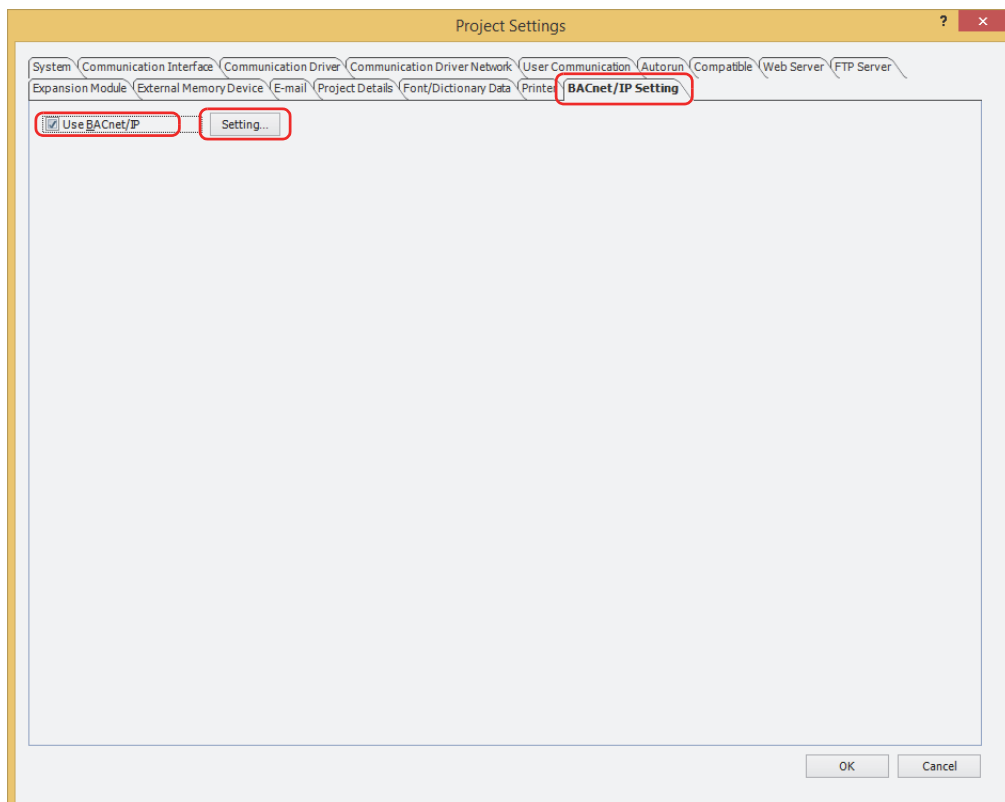 Project Settings
?
System Communication Interface Communication Driver Communication Driver Network User Communication Autorun Compatible Web Server FTP Server
Expansion Module External Memory Device E-mail Project Details Font/Dictionary Data Printer BACnet/IP Setting
Use BACnet/IP Setting...
OK Cancel